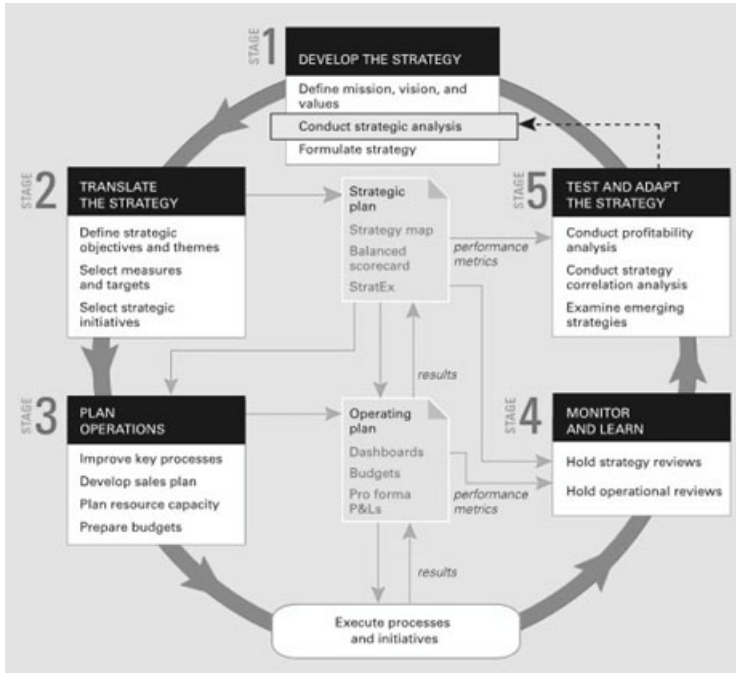 STAGE 1
DEVELOP THE STRATEGY
Define mission, vision, and
values
Conduct strategic analysis
Formulate strategy
STAGE 2
TRANSLATE
THE STRATEGY
Define strategic
objectives and themes
Select measures
and targets
Select strategic
initiatives
Strategic
plan
Strategy map
Balanced
scorecard
StratEx
performance
metrics
STAGE 5
TEST AND ADAPT
THE STRATEGY
Conduct profitability
analysis
Conduct strategy
correlation analysis
Examine emerging
strategies
results
STAGE 3
PLAN
OPERATIONS
Improve key processes
Develop sales plan
Plan resource capacity
Prepare budgets
Operating
plan
Dashboards
Budgets
Pro forma
P&Ls
performance
metrics
STAGE 4
MONITOR
AND LEARN
Hold strategy reviews
Hold operational reviews
results
Execute processes
and initiatives